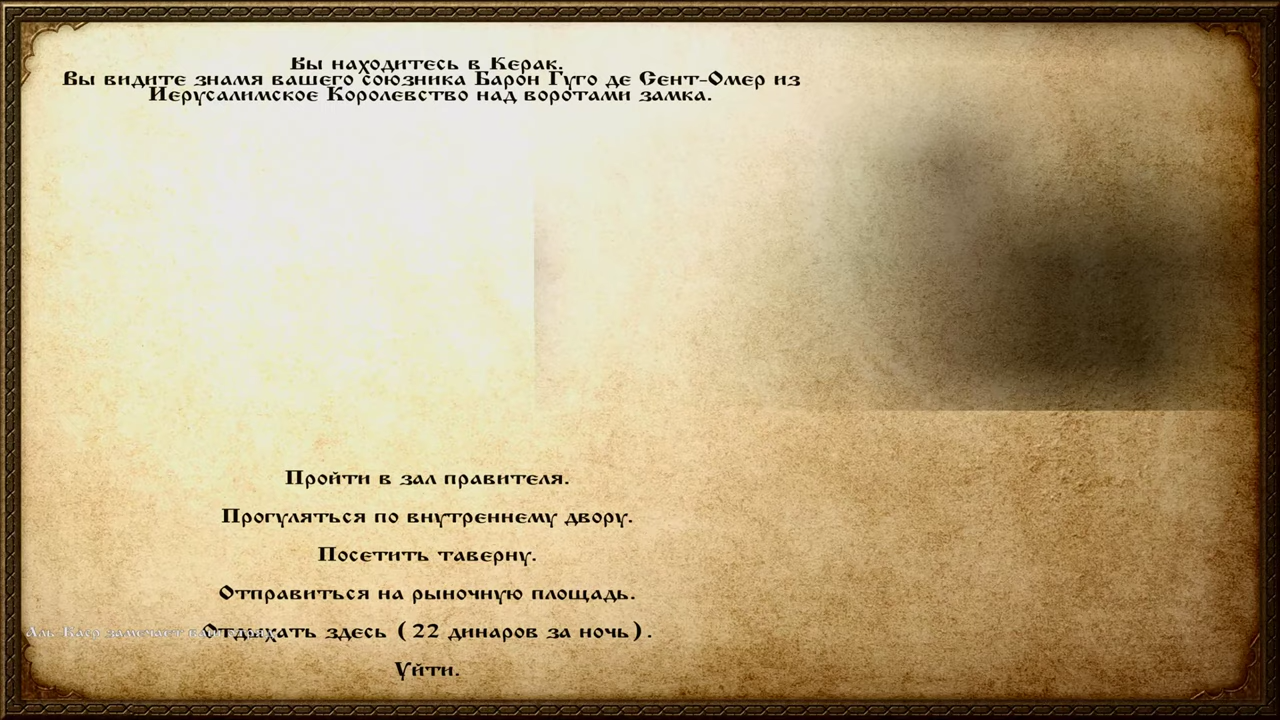 Вы находитесь в Керак.
Вы видите знамя вашего союзника Барон Гуго де Сент-Омер из
Иерусалимское Королевство над воротами замка.
Пройти в зал правителя.
Прогуляться по внутреннему двору.
Посетить таверну.
Отправиться на рыночную площадь.
Отдыхать здесь (22 динаров за ночь).
замечает
Уйти.